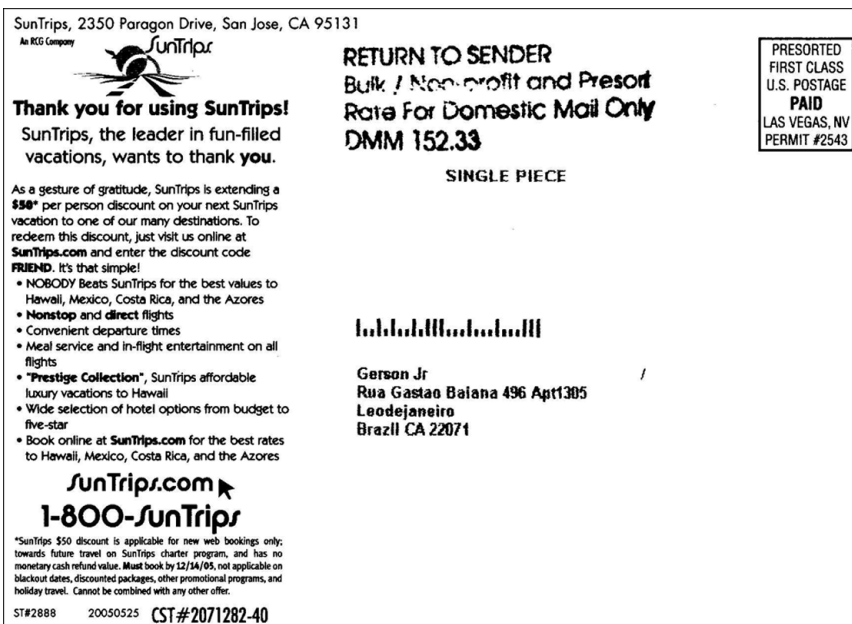 SunTrips, 2350 Paragon Drive, San Jose, CA 95131
An RCG Company
SunTrips
Thank you for using SunTrips!
SunTrips, the leader in fun-filled
vacations, wants to thank you.
As a gesture of gratitude, SunTrips is extending a
$50* per person discount on your next SunTrips
vacation to one of our many destinations. To
redeem this discount, just visit us online at
SunTrips.com and enter the discount code
FRIEND. It's that simple!
• NOBODY Beats SunTrips for the best values to
Hawaii, Mexico, Costa Rica, and the Azores
• Nonstop and direct flights
• Convenient departure times
• Meal service and in-flight entertainment on all
flights
• "Prestige Collection", SunTrips affordable
luxury vacations to Hawaii
• Wide selection of hotel options from budget to
five-star
• Book online at SunTrips.com for the best rates
to Hawaii, Mexico, Costa Rica, and the Azores
SunTrips.com
1-800-SunTrips
*SunTrips $50 discount is applicable for new web bookings only;
towards future travel on SunTrips charter program, and has no
monetary cash refund value. Must book by 12/14/05, not applicable on
blackout dates, discounted packages, other promotional programs, and
holiday travel. Cannot be combined with any other offer.
ST#2888 20050525 CST#2071282-40
RETURN TO SENDER
Bulk / Non-profit and Presort
Rate For Domestic Mail Only
DMM 152.33
SINGLE PIECE
PRESORTED
FIRST CLASS
U.S. POSTAGE
PAID
LAS VEGAS, NV
PERMIT #2543
Gerson Jr /
Rua Gastao Baiana 496 Apt1305
Leodejaneiro
Brazil CA 22071